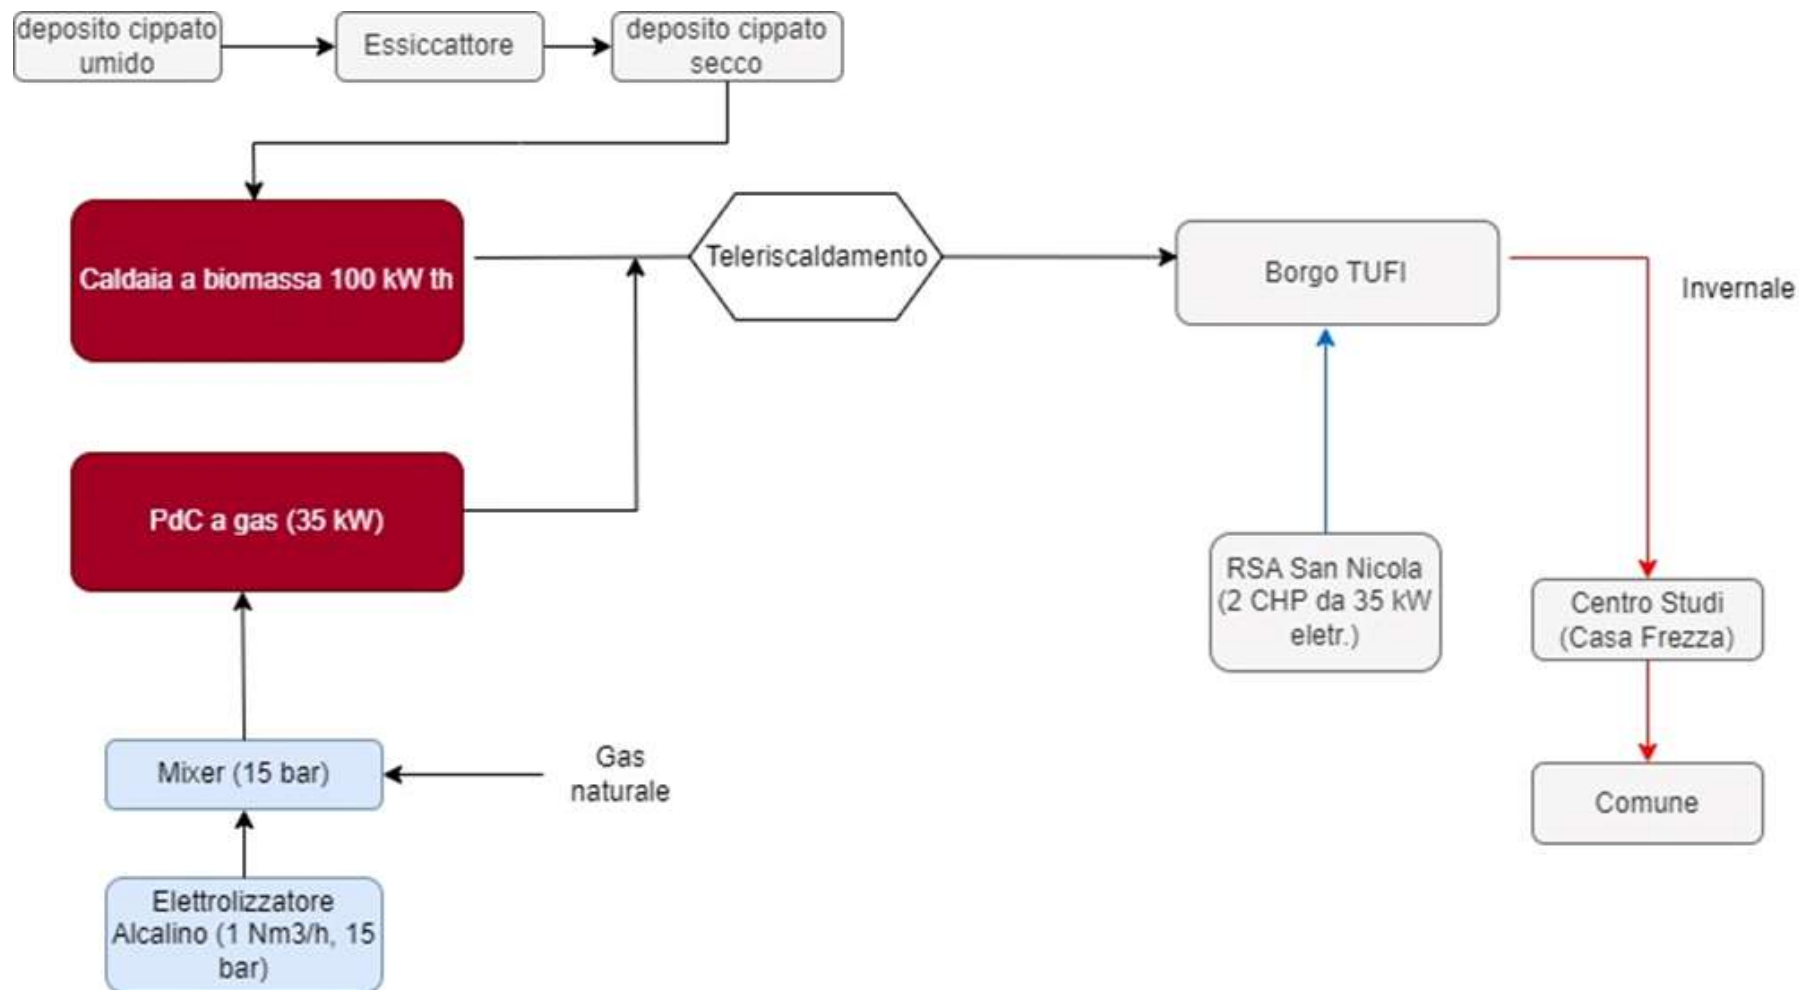 deposito cippato
umido
Essiccattore
deposito cippato
secco
Caldaia a biomassa 100 kW th
Teleriscaldamento
Borgo TUFI
Invernale
PdC a gas (35 kW)
RSA San Nicola
(2 CHP da 35 kW
eletr.)
Centro Studi
(Casa Frezza)
Mixer (15 bar)
Gas
naturale
Comune
Elettrolizzatore
Alcalino (1 Nm3/h, 15
bar)